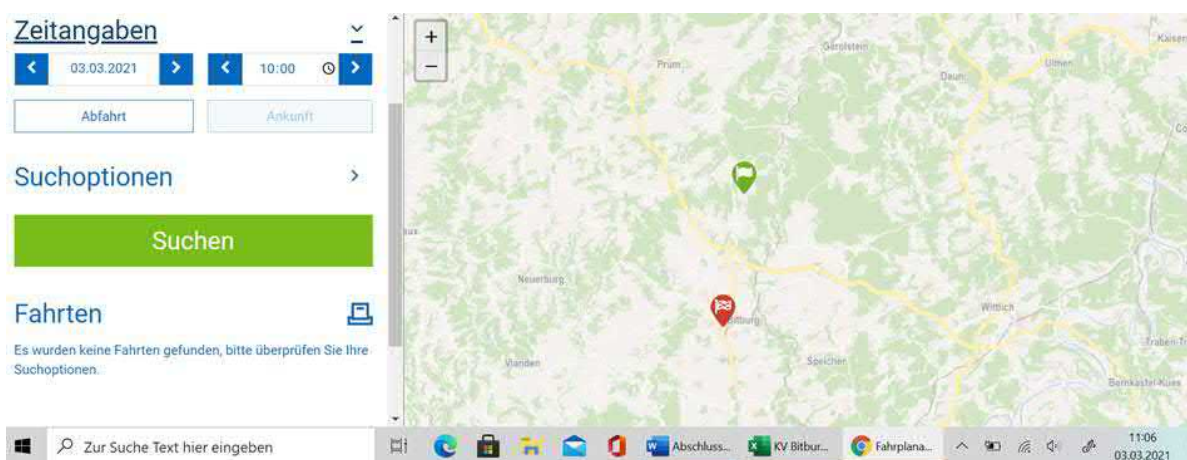 Zeitangaben
03.03.2021
10:00
Abfahrt
Ankunft
Suchoptionen
Suchen
Fahrten
Es wurden keine Fahrten gefunden, bitte überprüfen Sie Ihre
Suchoptionen.
+
−
Gerolstein
Prüm
Daun
Ulmen
Neuerburg
Bitburg
Wittlich
Vianden
Speicher
Bernkastel-Kues
Zur Suche Text hier eingeben
Abschluss...
KV Bitbur...
Fahrplana...
11:06
03.03.2021